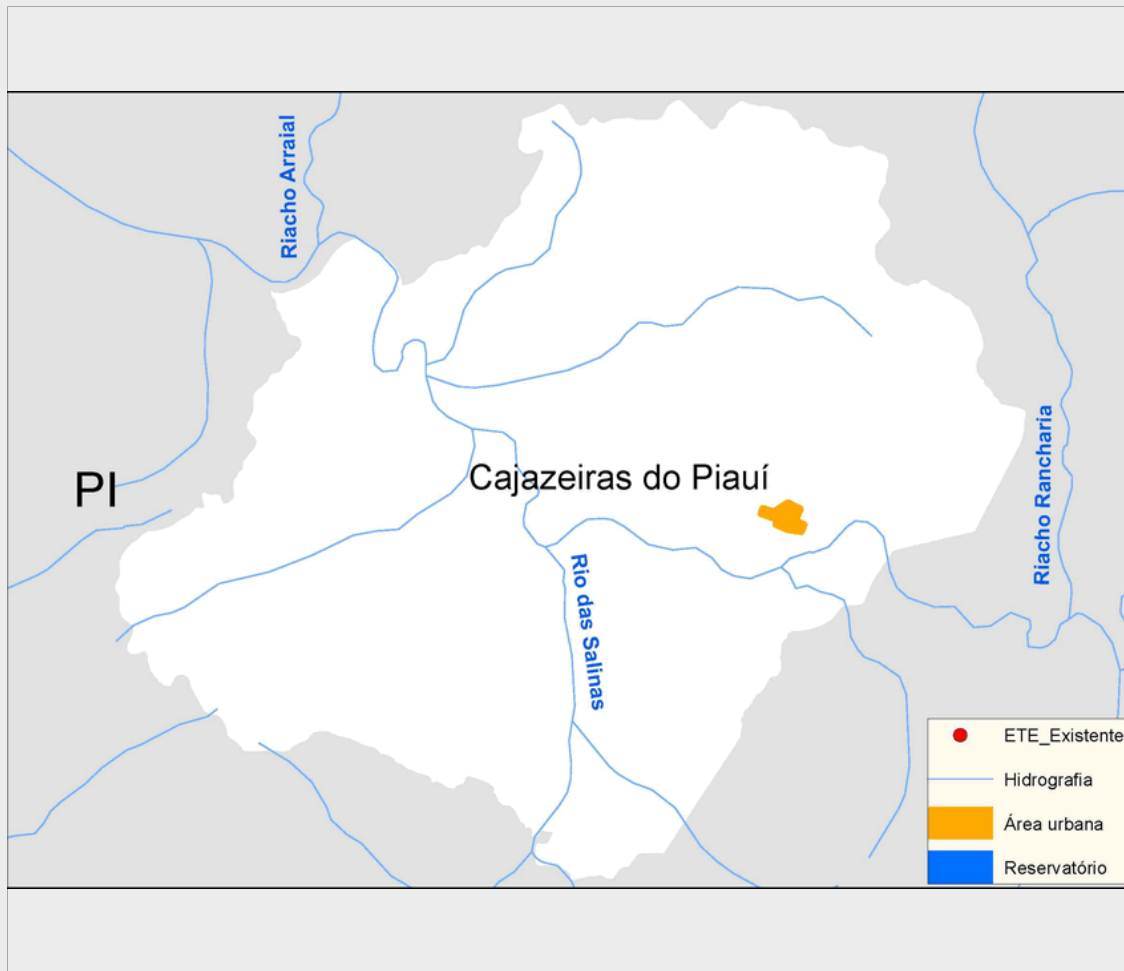 Riacho Arraial
PI
Cajazeiras do Piauí
Rio das Salinas
Riacho Rancharia
ETE_Existente
Hidrografia
Área urbana
Reservatório